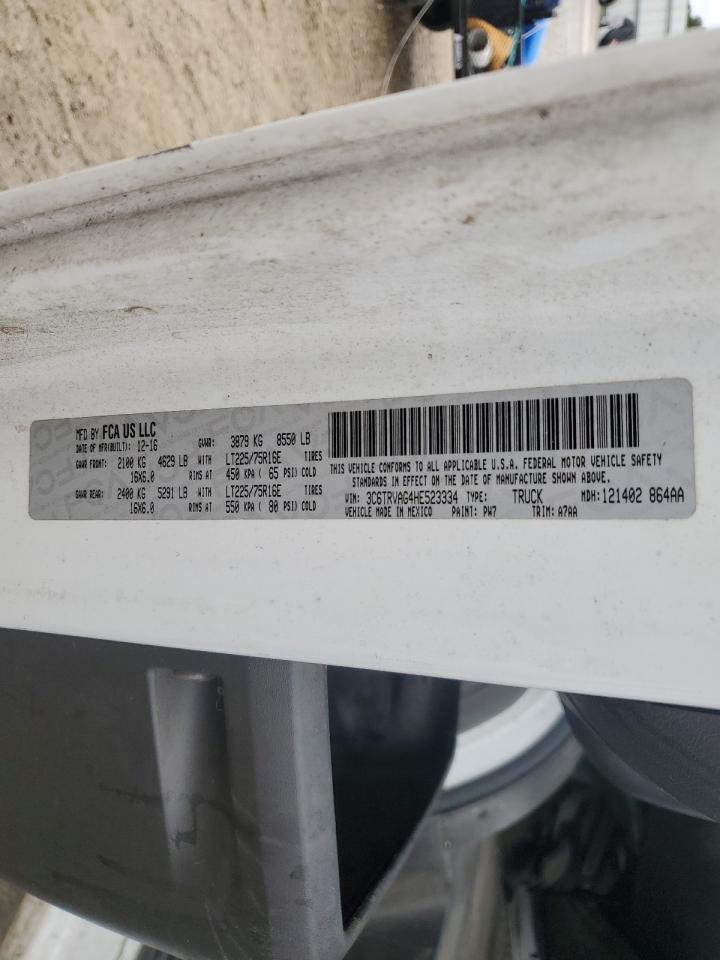 MFD BY FCA US LLC
DATE OF MFR(BUILT): 12-16 GVWR: 3879 KG 8550 LB
GAWR FRONT: 2100 KG 4629 LB WITH LT225/75R16E TIRES
16X6.0 RIMS AT 450 KPA ( 65 PSI) COLD
GAWR REAR: 2400 KG 5291 LB WITH LT225/75R16E TIRES
16X6.0 RIMS AT 550 KPA ( 80 PSI) COLD
THIS VEHICLE CONFORMS TO ALL APPLICABLE U.S.A. FEDERAL MOTOR VEHICLE SAFETY
STANDARDS IN EFFECT ON THE DATE OF MANUFACTURE SHOWN ABOVE.
VIN: 3C6TRVAG4HE523334 TYPE: TRUCK MDH: 121402 864AA
VEHICLE MADE IN MEXICO PAINT: PW7 TRIM: A7AA